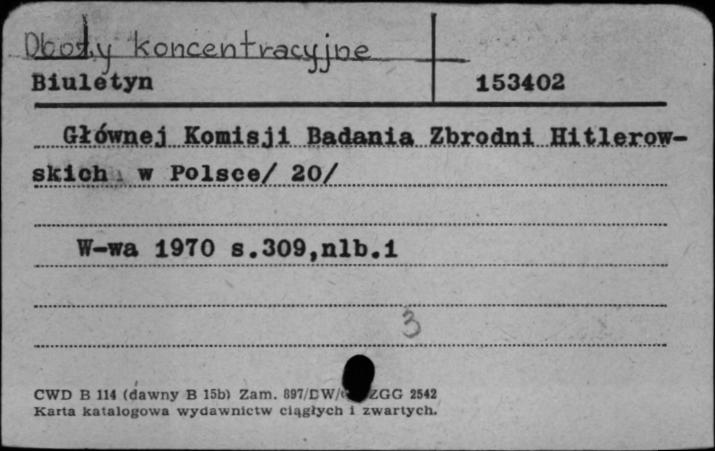 Obozy koncentracyjne
Biuletyn 153402
Głównej Komisji Badania Zbrodni Hitlerow-
skich w Polsce/ 20/
W-wa 1970 s.309,nlb.1
3
CWD B 114 (dawny B 15b) Zam. 897/DW/ ZGG 2542
Karta katalogowa wydawnictw ciągłych i zwartych.